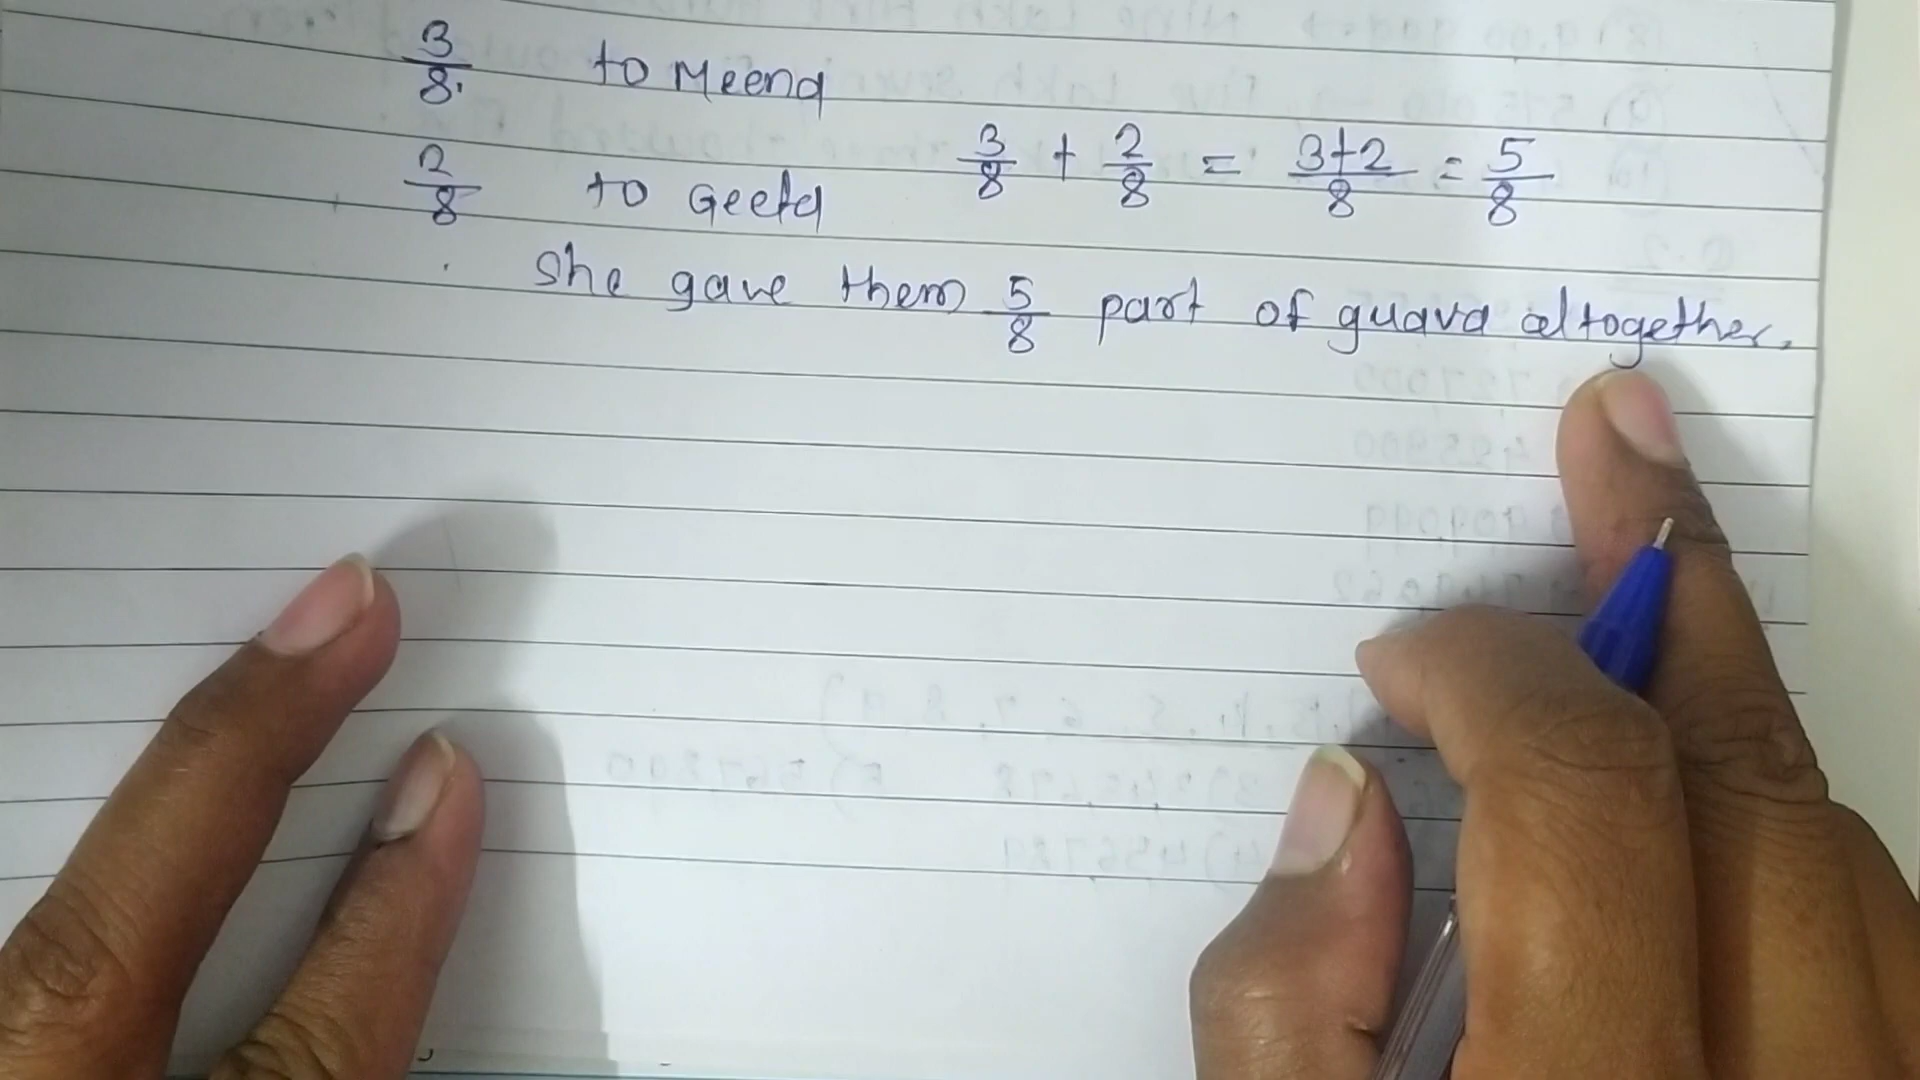 3/8 to Meena
2/8 to Geeta 3/8 + 2/8 = 3+2/8 = 5/8
She gave them 5/8 part of guava altogether.